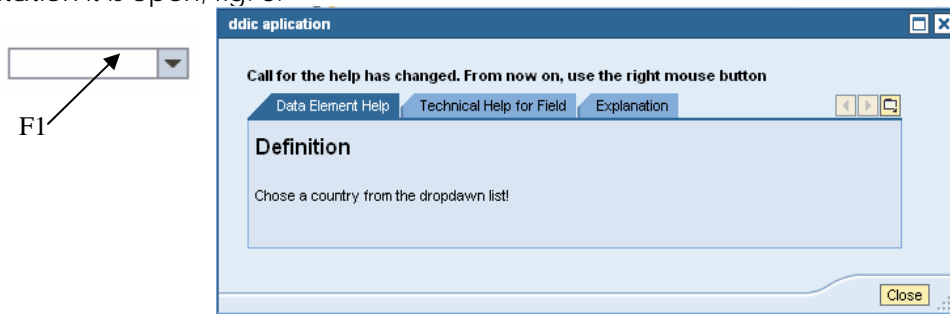 ddic aplication
Call for the help has changed. From now on, use the right mouse button
Data Element Help Technical Help for Field Explanation
F1
Definition
Chose a country from the dropdawn list!
Close